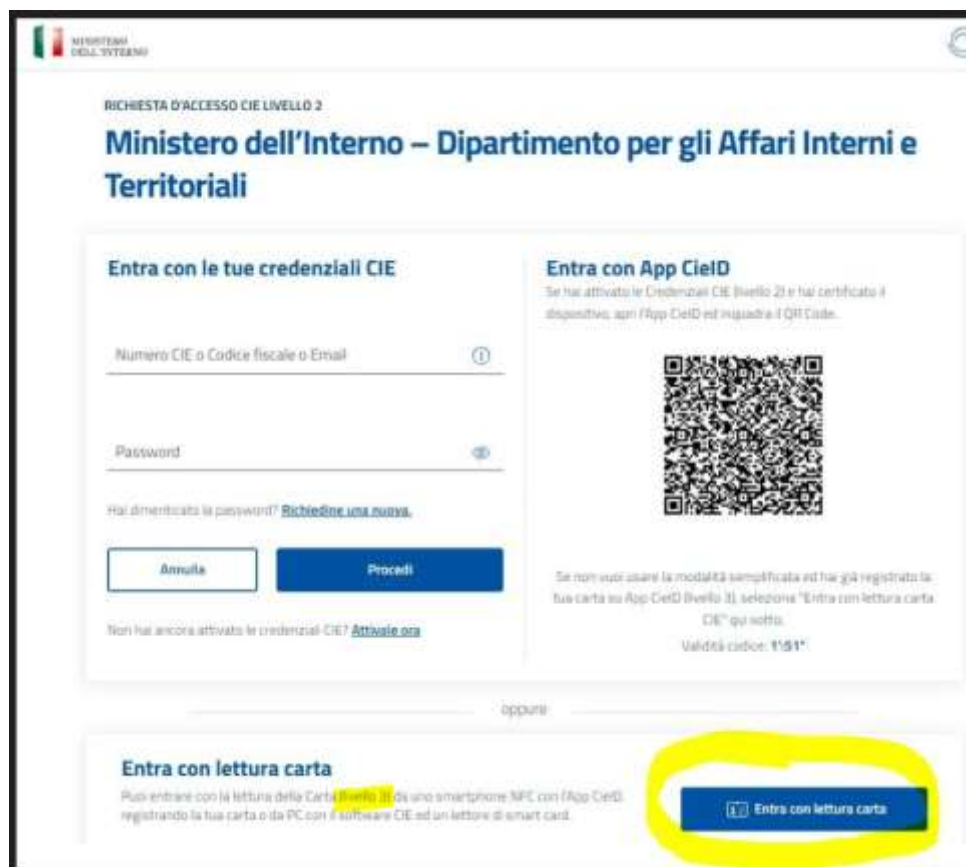 MINISTERO
DELL'INTERNO
RICHIESTA D'ACCESSO CIE LIVELLO 2
Ministero dell'Interno – Dipartimento per gli Affari Interni e
Territoriali
Entra con le tue credenziali CIE
Numero CIE o Codice fiscale o Email
Password
Hai dimenticato la password? Richiedine una nuova.
Annulla
Procedi
Non hai ancora attivato le credenziali CIE? Attivale ora
Entra con App CieID
Se hai attivato le Credenziali CIE (livello 2) e hai certificato il
dispositivo, apri l'App CieID ed inquadra il QR Code.
Se non vuoi usare la modalità semplificata ed hai già registrato la
tua carta su App CieID (livello 3), seleziona "Entra con lettura carta
CIE" qui sotto.
Validità codice: 1':51"
oppure
Entra con lettura carta
Puoi entrare con la lettura della Carta (livello 3) da uno smartphone NFC con l'App CieID,
registrando la tua carta o da PC con il software CIE ed un lettore di smart card.
Entra con lettura carta